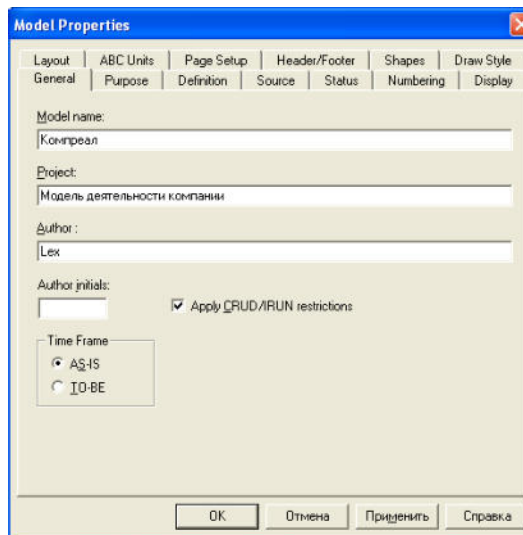 Model Properties
Layout ABC Units Page Setup Header/Footer Shapes Draw Style
General Purpose Definition Source Status Numbering Display
Model name:
Компреал
Project:
Модель деятельности компании
Author :
Lex
Author initials:
Apply CRUD/IRUN restrictions
Time Frame
AS-IS
TO-BE
OK Отмена Применить Справка